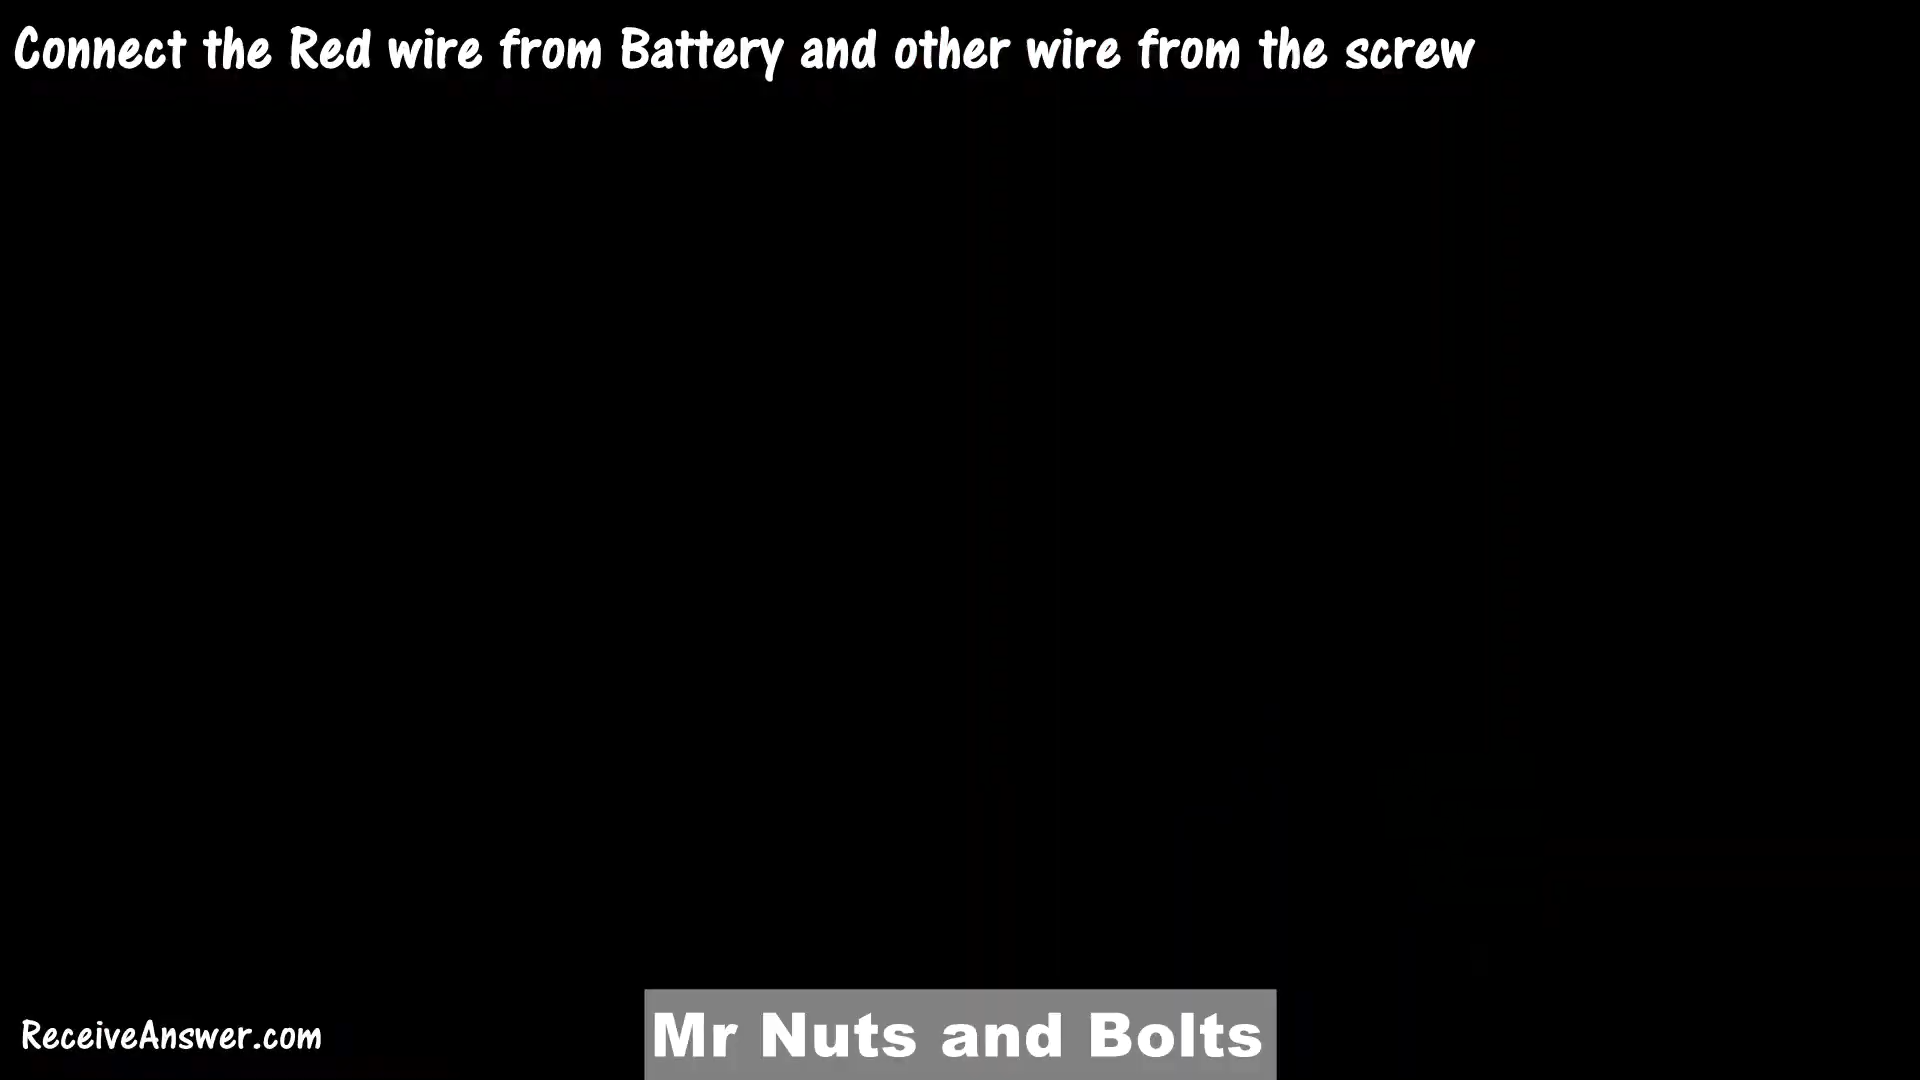 Connect the Red wire from Battery and other wire from the screw
ReceiveAnswer.com
Mr Nuts and Bolts